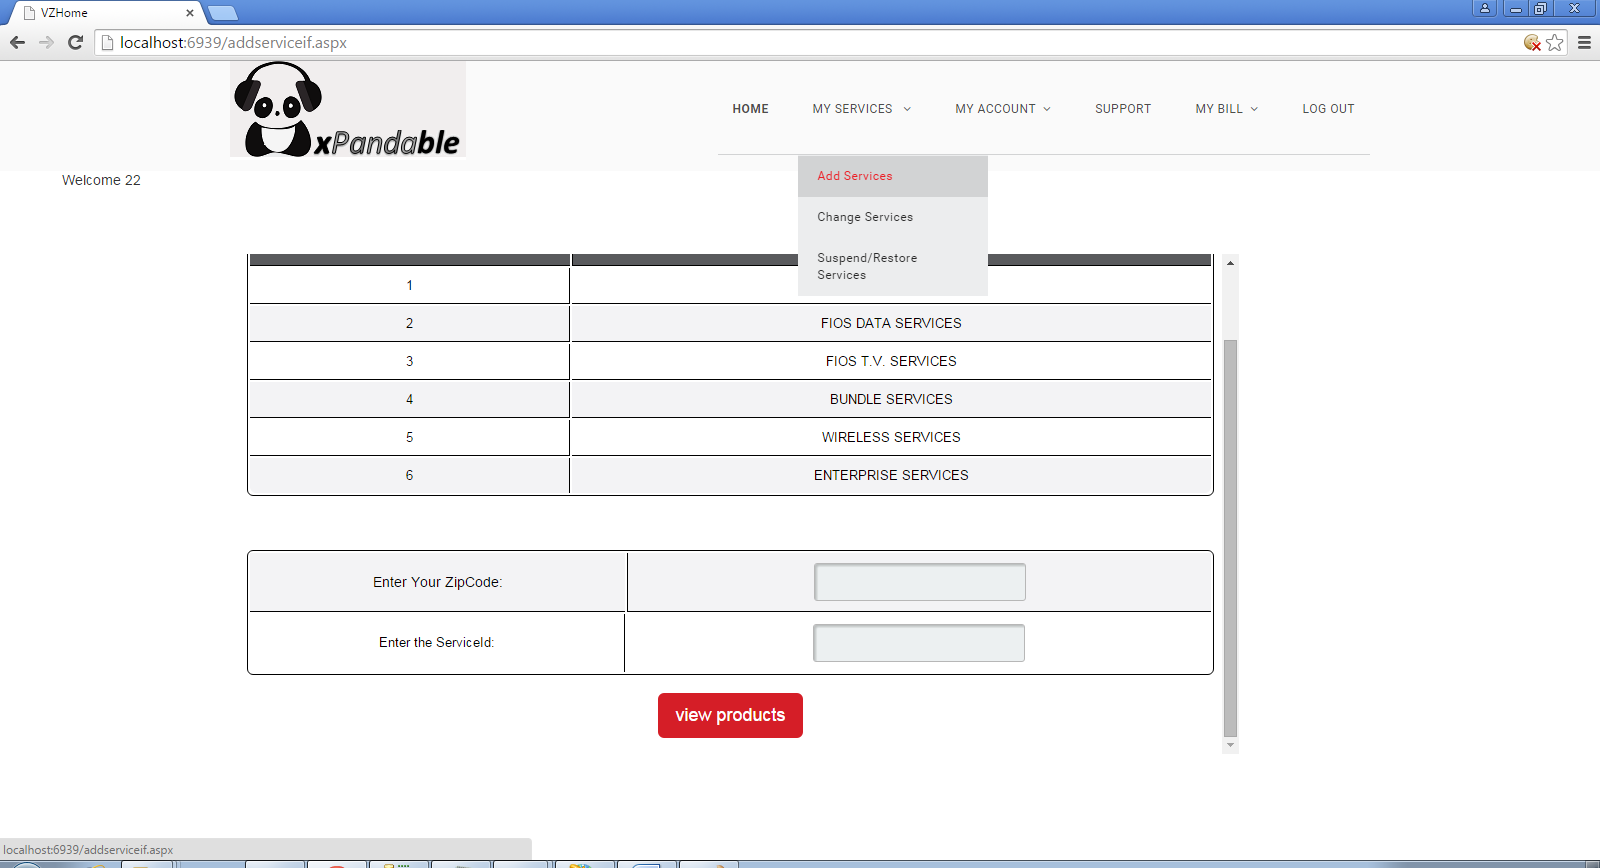 VZHome
localhost:6939/addserviceif.aspx
xPandable
HOME MY SERVICES MY ACCOUNT SUPPORT MY BILL LOG OUT
Welcome 22
Add Services
Change Services
Suspend/Restore
Services
1
2 FIOS DATA SERVICES
3 FIOS T.V. SERVICES
4 BUNDLE SERVICES
5 WIRELESS SERVICES
6 ENTERPRISE SERVICES
Enter Your ZipCode:
Enter the ServiceId:
view products
localhost:6939/addserviceif.aspx